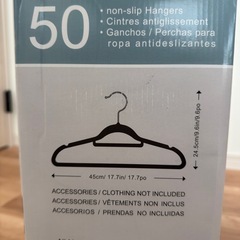 50
• non-slip Hangers
• Cintres antiglissement
• Ganchos / Perchas para
ropa antideslizantes
24.5cm/9.6in/9.6po
45cm/ 17.7in/ 17.7po
ACCESSORIES / CLOTHING NOT INCLUDED
ACCESSOIRES / VÊTEMENTS NON INCLUS
ACCESORIOS / PRENDAS NO INCLUIDAS